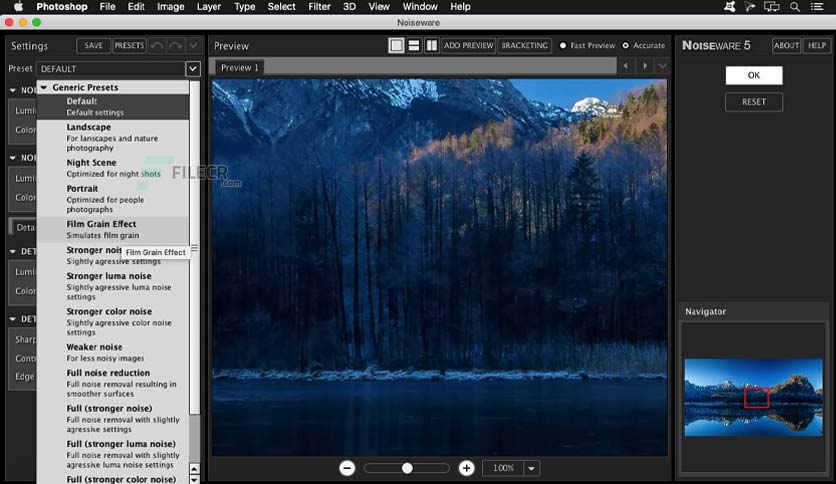 Photoshop File Edit Image Layer Type Select Filter 3D View Window Help
Noiseware
Settings SAVE PRESETS
Preset DEFAULT
Generic Presets
Default
Default settings
Landscape
For lanscapes and nature
photography
Night Scene
Optimized for night shots
Portrait
Optimized for people
photographs
Film Grain Effect
Simulates film grain
Film Grain Effect
Stronger nois
Slightly agressive settings
Stronger luma noise
Slightly agressive luma noise
settings
Stronger color noise
Slightly agressive color noise
settings
Weaker noise
For less noisy images
Full noise reduction
Full noise removal resulting in
smoother surfaces
Full (stronger noise)
Full noise removal with slightly
agressive settings
Full (stronger luma noise)
Full noise removal with slightly
agressive luma noise settings
Full (stronger color noise)
NOI
Lumi
Color
NOI
Lumi
Color
Detai
DET
Lumi
Color
DET
Sharp
Contr
Edge
FILECR
.com
Preview ADD PREVIEW BRACKETING Fast Preview Accurate
Preview 1
100%
NOISEWARE 5 ABOUT HELP
OK
RESET
Navigator